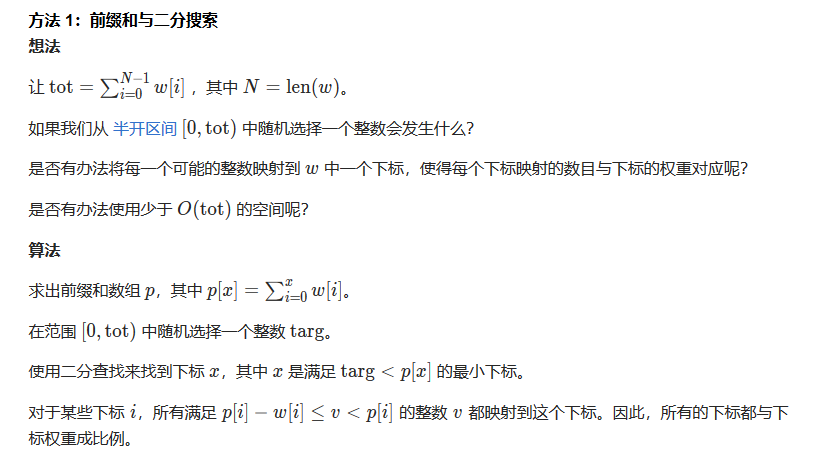 方法 1：前缀和与二分搜索
想法
让 tot = ∑_{i=0}^{N−1} w[i] ，其中 N = len(w)。
如果我们从 半开区间 [0, tot) 中随机选择一个整数会发生什么？
是否有办法将每一个可能的整数映射到 w 中一个下标，使得每个下标映射的数目与下标的权重对应呢？
是否有办法使用少于 O(tot) 的空间呢？
算法
求出前缀和数组 p，其中 p[x] = ∑_{i=0}^{x} w[i]。
在范围 [0, tot) 中随机选择一个整数 targ。
使用二分查找来找到下标 x，其中 x 是满足 targ < p[x] 的最小下标。
对于某些下标 i，所有满足 p[i] − w[i] ≤ v < p[i] 的整数 v 都映射到这个下标。因此，所有的下标都与下
标权重成比例。